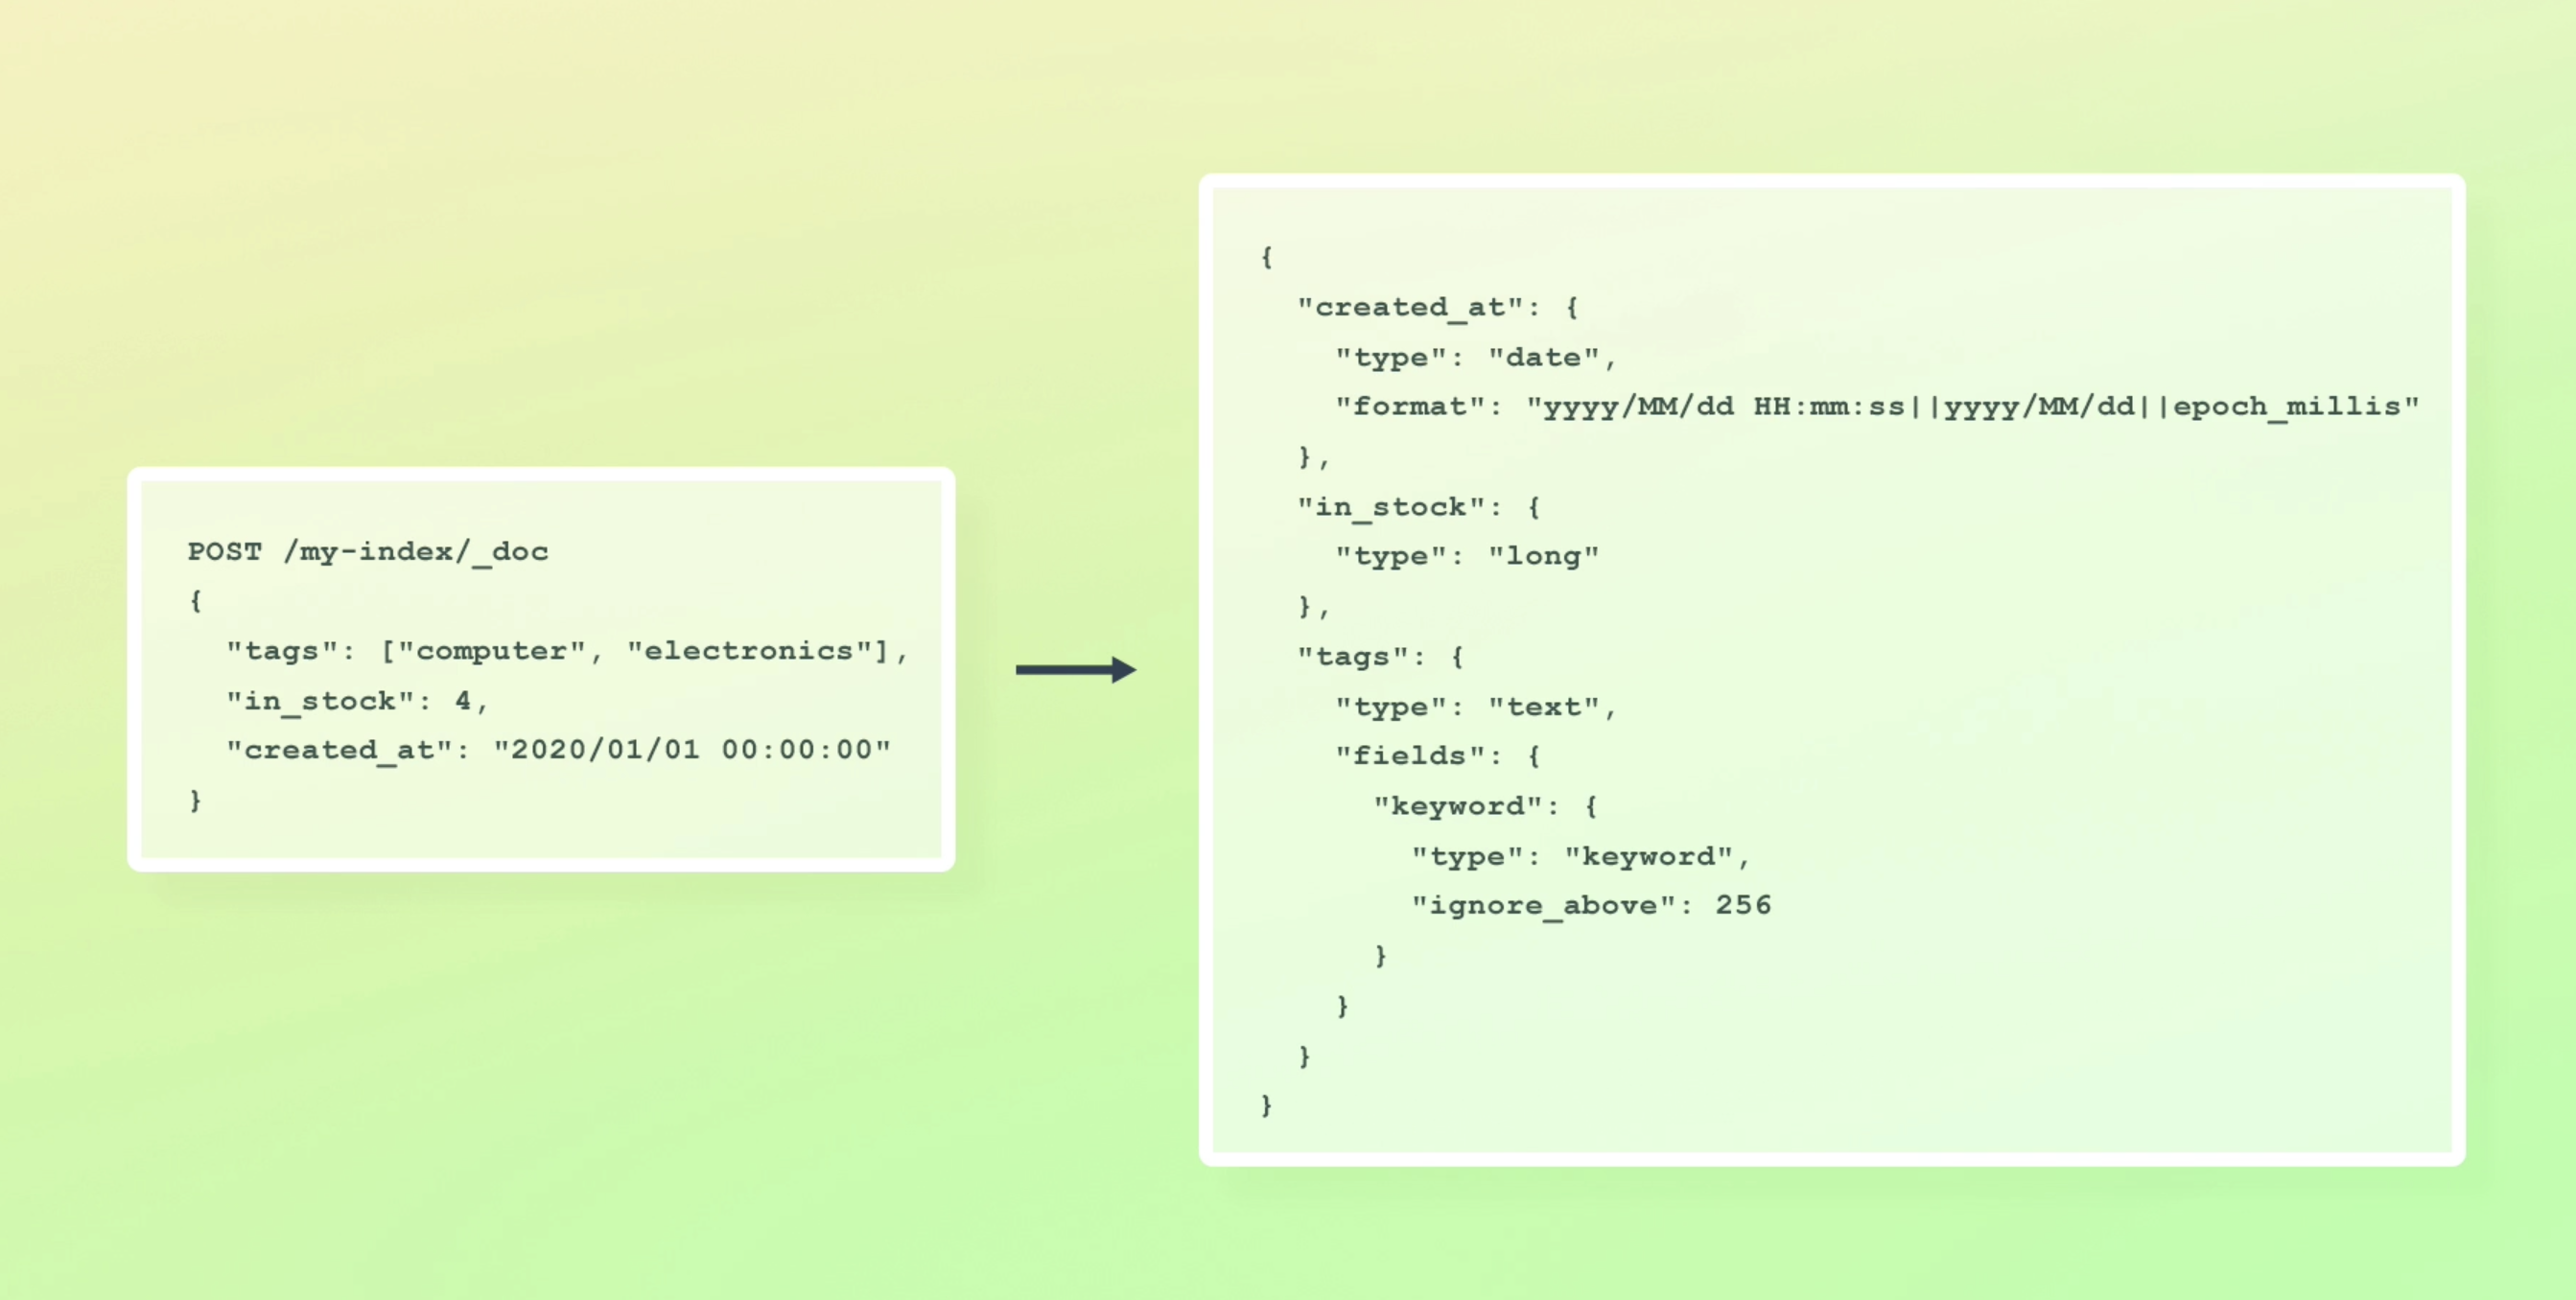 POST /my-index/_doc
{
  "tags": ["computer", "electronics"],
  "in_stock": 4,
  "created_at": "2020/01/01 00:00:00"
}
{
  "created_at": {
    "type": "date",
    "format": "yyyy/MM/dd HH:mm:ss||yyyy/MM/dd||epoch_millis"
  },
  "in_stock": {
    "type": "long"
  },
  "tags": {
    "type": "text",
    "fields": {
      "keyword": {
        "type": "keyword",
        "ignore_above": 256
      }
    }
  }
}